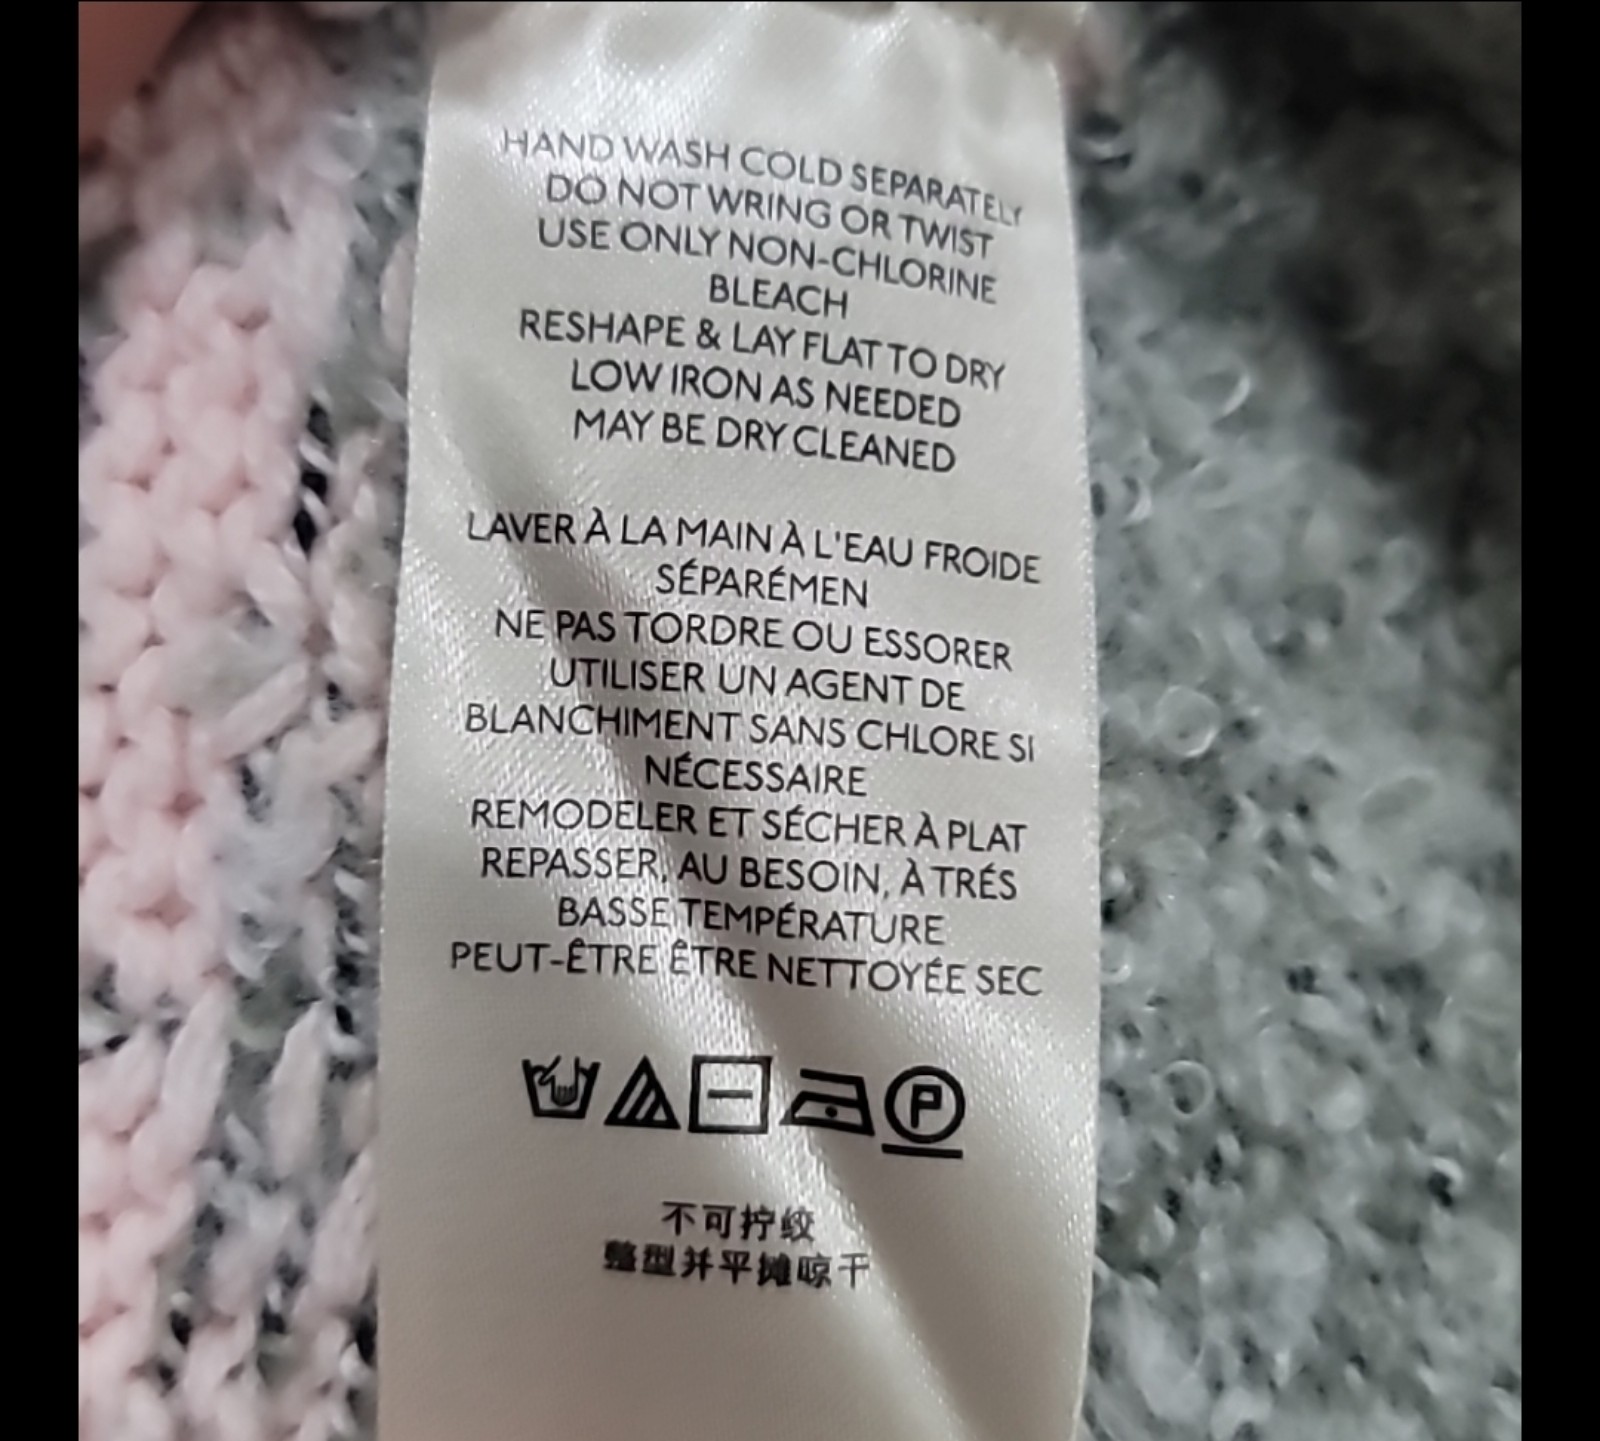 HAND WASH COLD SEPARATELY
DO NOT WRING OR TWIST
USE ONLY NON-CHLORINE
BLEACH
RESHAPE & LAY FLAT TO DRY
LOW IRON AS NEEDED
MAY BE DRY CLEANED
LAVER À LA MAIN À L'EAU FROIDE
SÉPARÉMEN
NE PAS TORDRE OU ESSORER
UTILISER UN AGENT DE
BLANCHIMENT SANS CHLORE SI
NÉCESSAIRE
REMODELER ET SÉCHER À PLAT
REPASSER, AU BESOIN, À TRÉS
BASSE TEMPÉRATURE
PEUT-ÊTRE ÊTRE NETTOYÉE SEC
P
不可拧绞
整型并平摊晾干